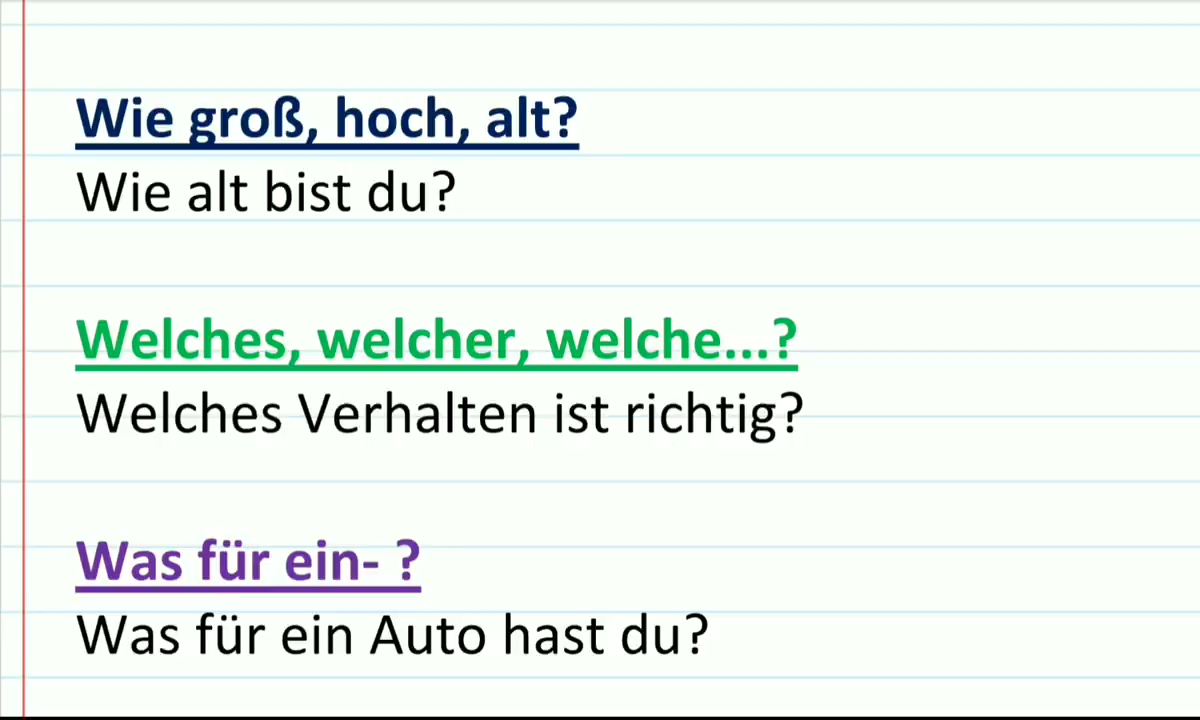 Wie groß, hoch, alt?
Wie alt bist du?
Welches, welcher, welche...?
Welches Verhalten ist richtig?
Was für ein- ?
Was für ein Auto hast du?